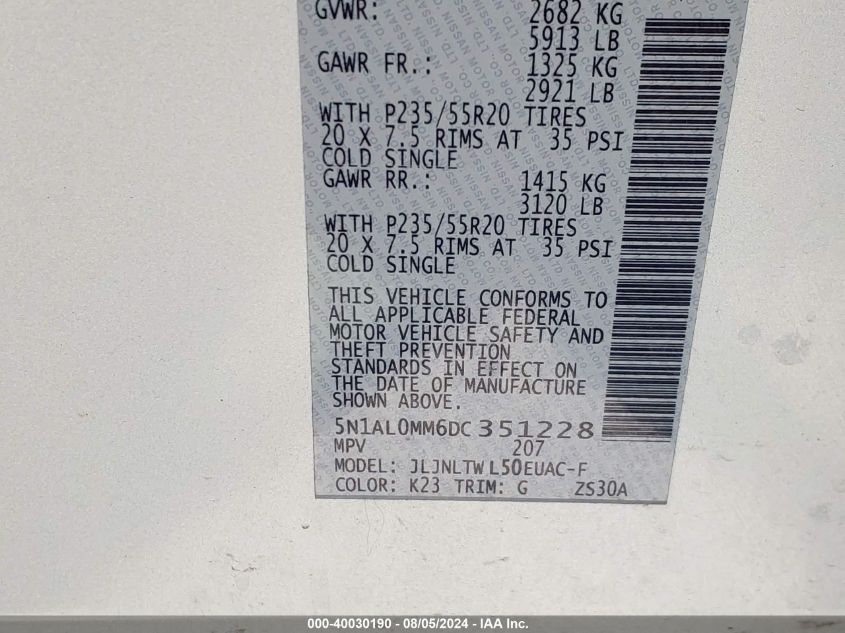 GVWR: 2682 KG
5913 LB
GAWR FR.: 1325 KG
2921 LB
WITH P235/55R20 TIRES
20 X 7.5 RIMS AT 35 PSI
COLD SINGLE
GAWR RR.: 1415 KG
3120 LB
WITH P235/55R20 TIRES
20 X 7.5 RIMS AT 35 PSI
COLD SINGLE
THIS VEHICLE CONFORMS TO
ALL APPLICABLE FEDERAL
MOTOR VEHICLE SAFETY AND
THEFT PREVENTION
STANDARDS IN EFFECT ON
THE DATE OF MANUFACTURE
SHOWN ABOVE.
5N1AL0MM6DC351228
MPV 207
MODEL: JLJNLTWL50EUAC-F
COLOR: K23 TRIM: G ZS30A
000-40030190 - 08/05/2024 - IAA Inc.